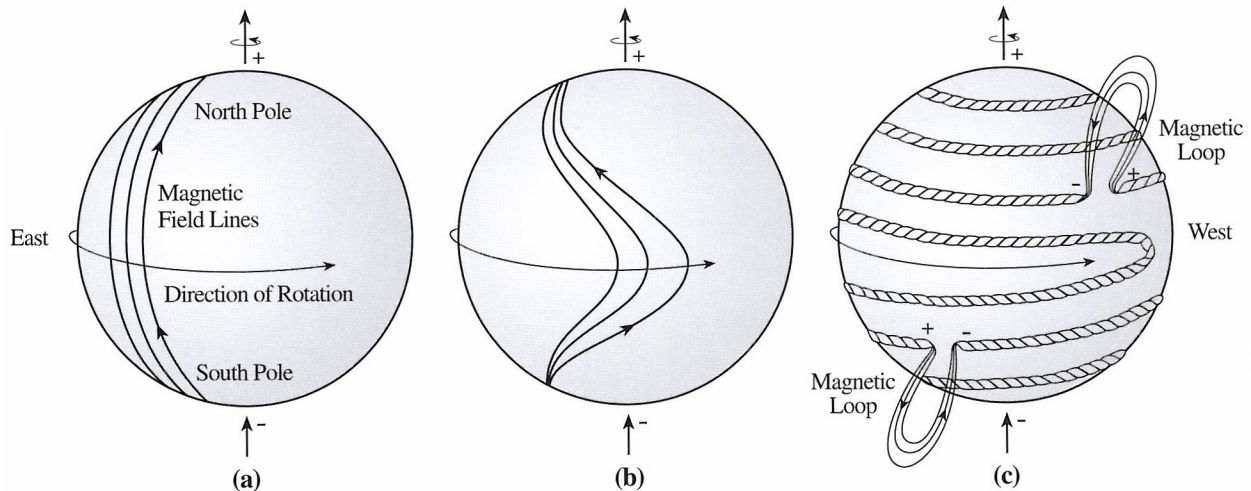 +
North Pole
Magnetic
Field Lines
East
Direction of Rotation
South Pole
-
(a)
+
-
(b)
+
Magnetic
Loop
- +
West
+ -
Magnetic
Loop
-
(c)